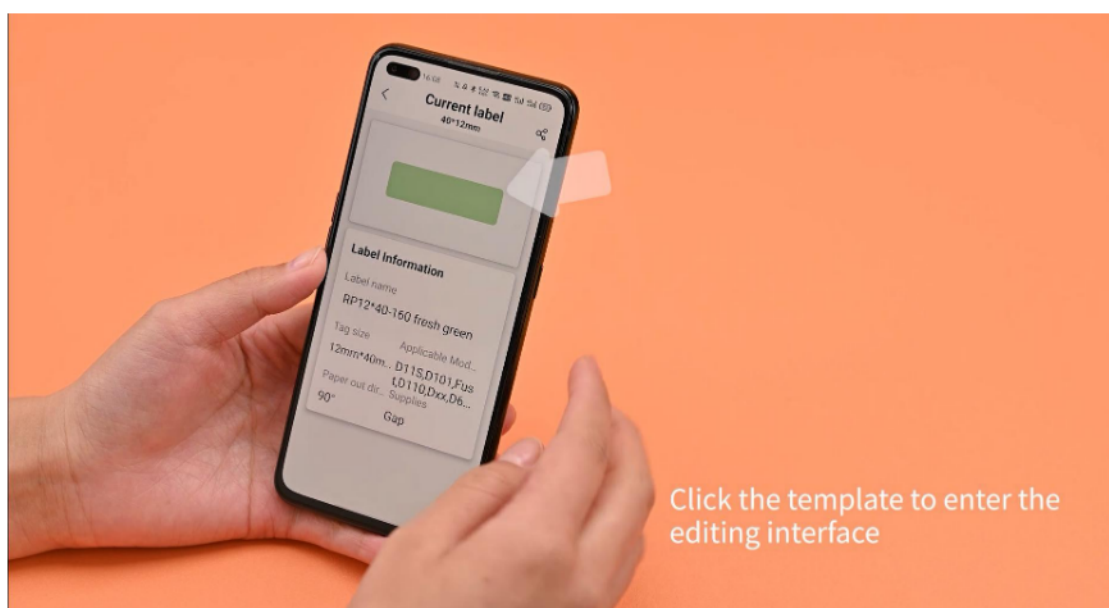 16:08
Current label
40*12mm
Label Information
Label name
RP12*40-160 fresh green
Tag size
Applicable Mod...
12mm*40m...
D11S,D101,Fus
t,D110,Dxx,D6...
Paper out dir...
Supplies
90°
Gap
Click the template to enter the
editing interface